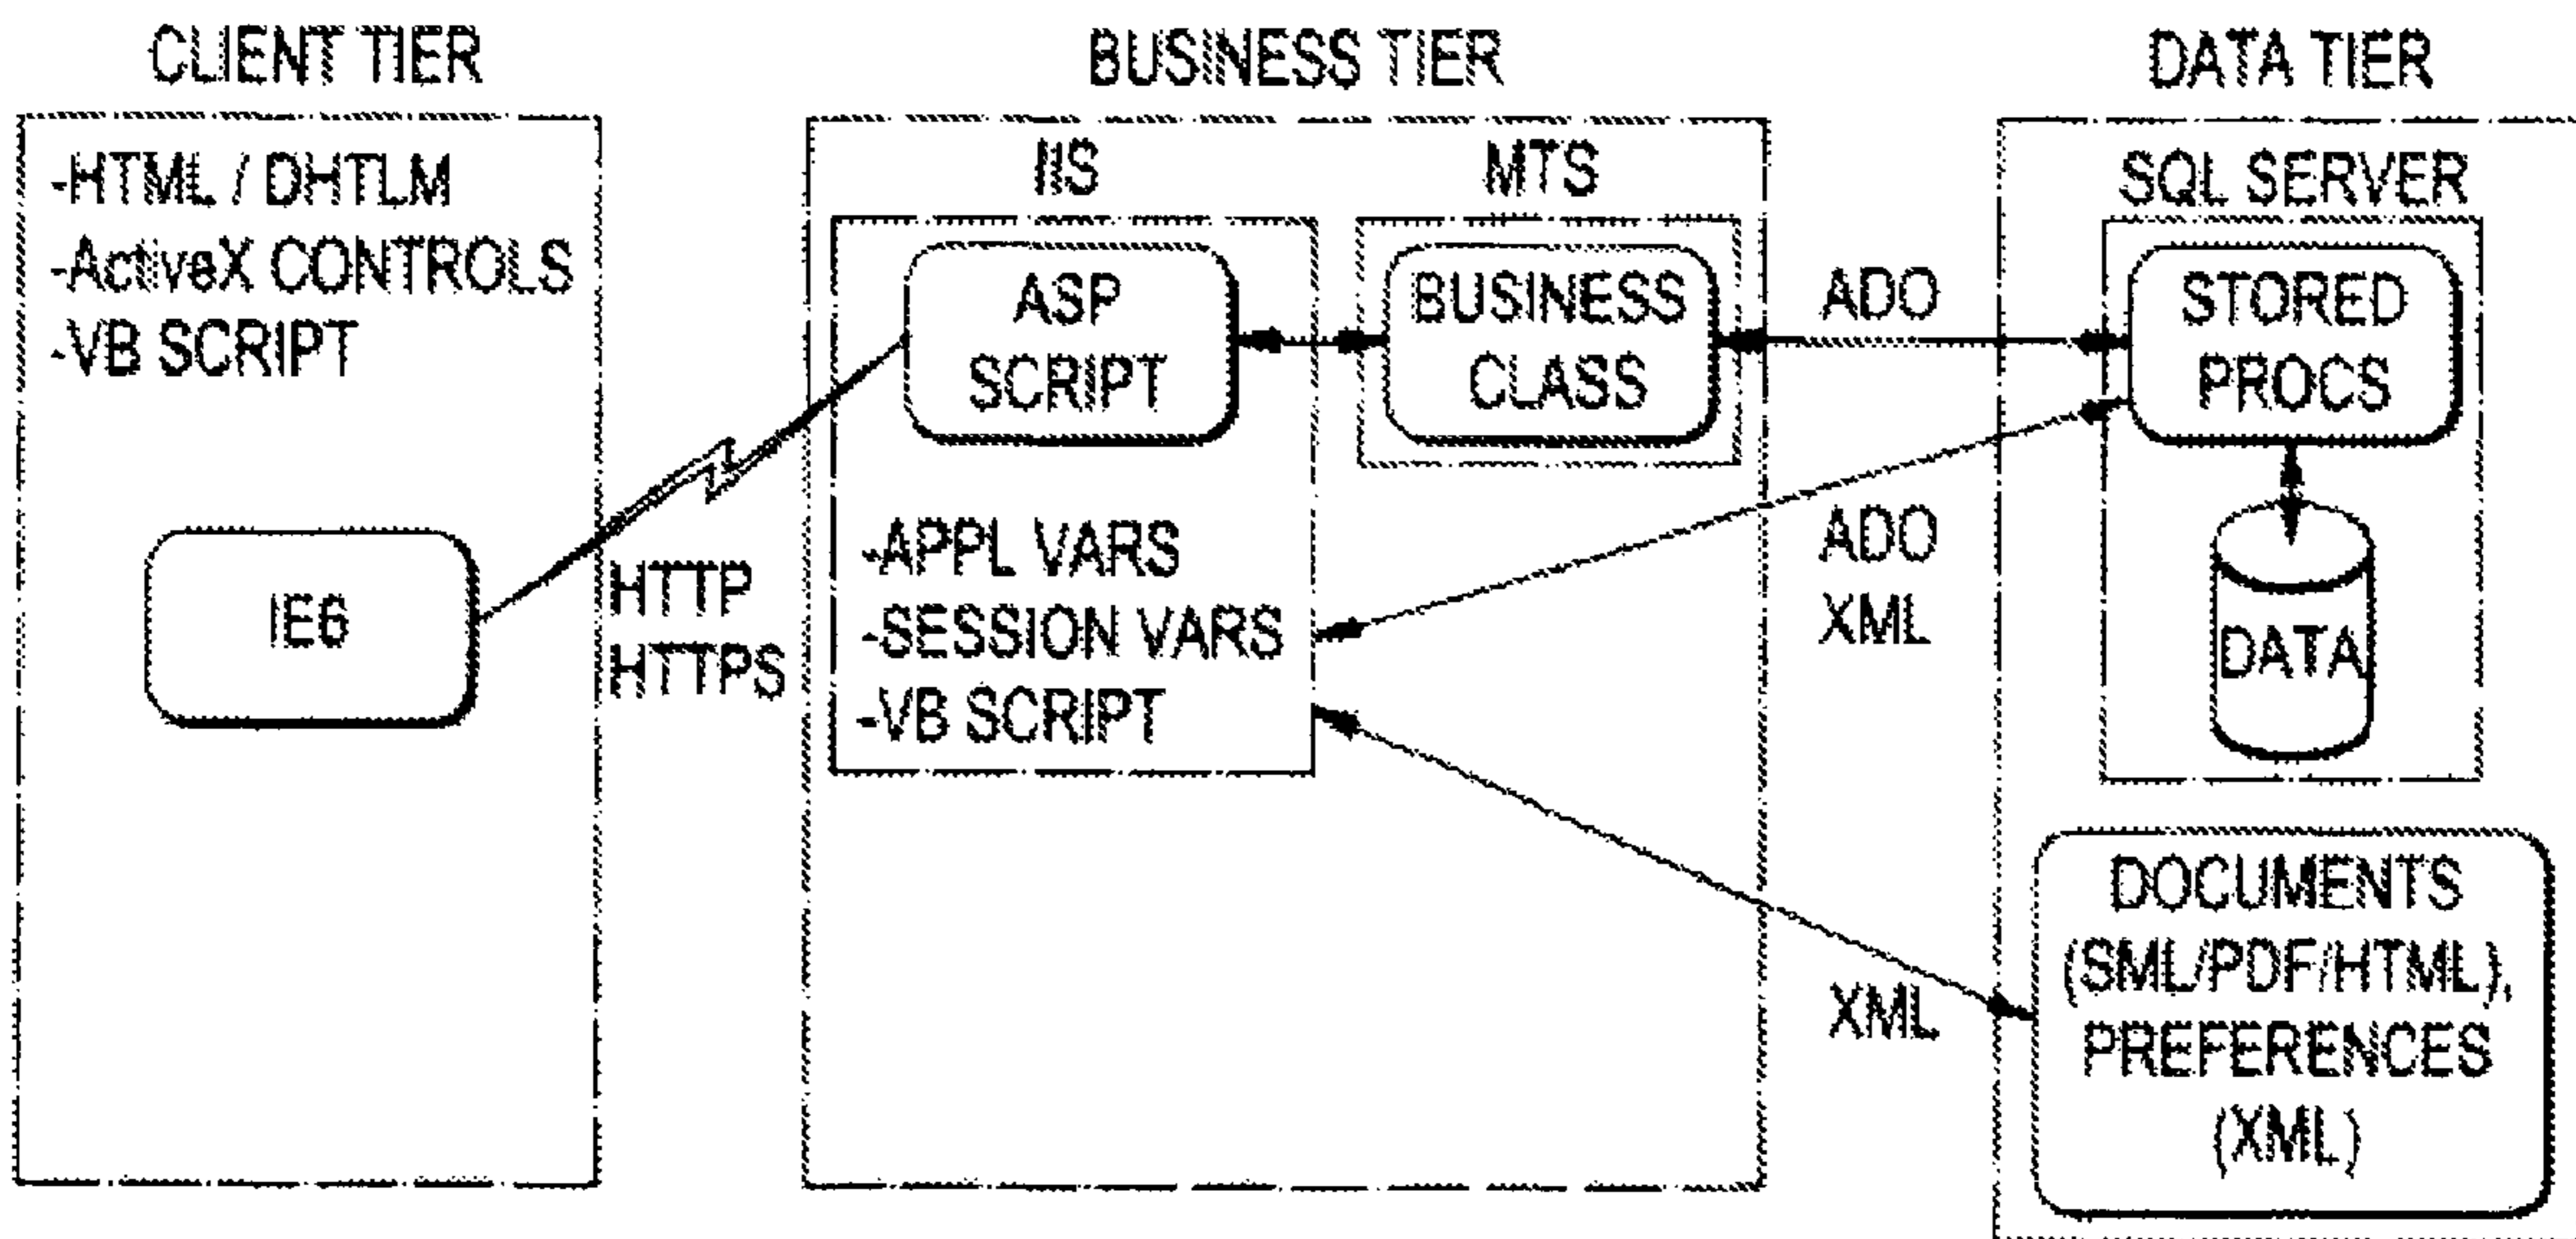 CLIENT TIER
-HTML / DHTLM
-ActiveX CONTROLS
-VB SCRIPT
IE6
HTTP
HTTPS
BUSINESS TIER
IIS
ASP
SCRIPT
-APPL VARS
-SESSION VARS
-VB SCRIPT
MTS
BUSINESS
CLASS
ADO
ADO
XML
XML
DATA TIER
SQL SERVER
STORED
PROCS
DATA
DOCUMENTS
(SML/PDF/HTML),
PREFERENCES
(XML)